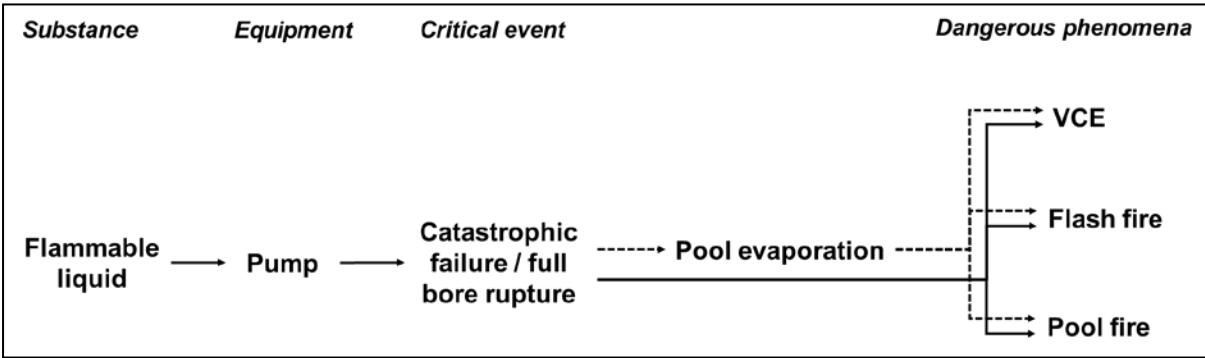 Substance Equipment Critical event Dangerous phenomena
VCE
Flash fire
Flammable
liquid
Pump
Catastrophic
failure / full
bore rupture
Pool evaporation
Pool fire